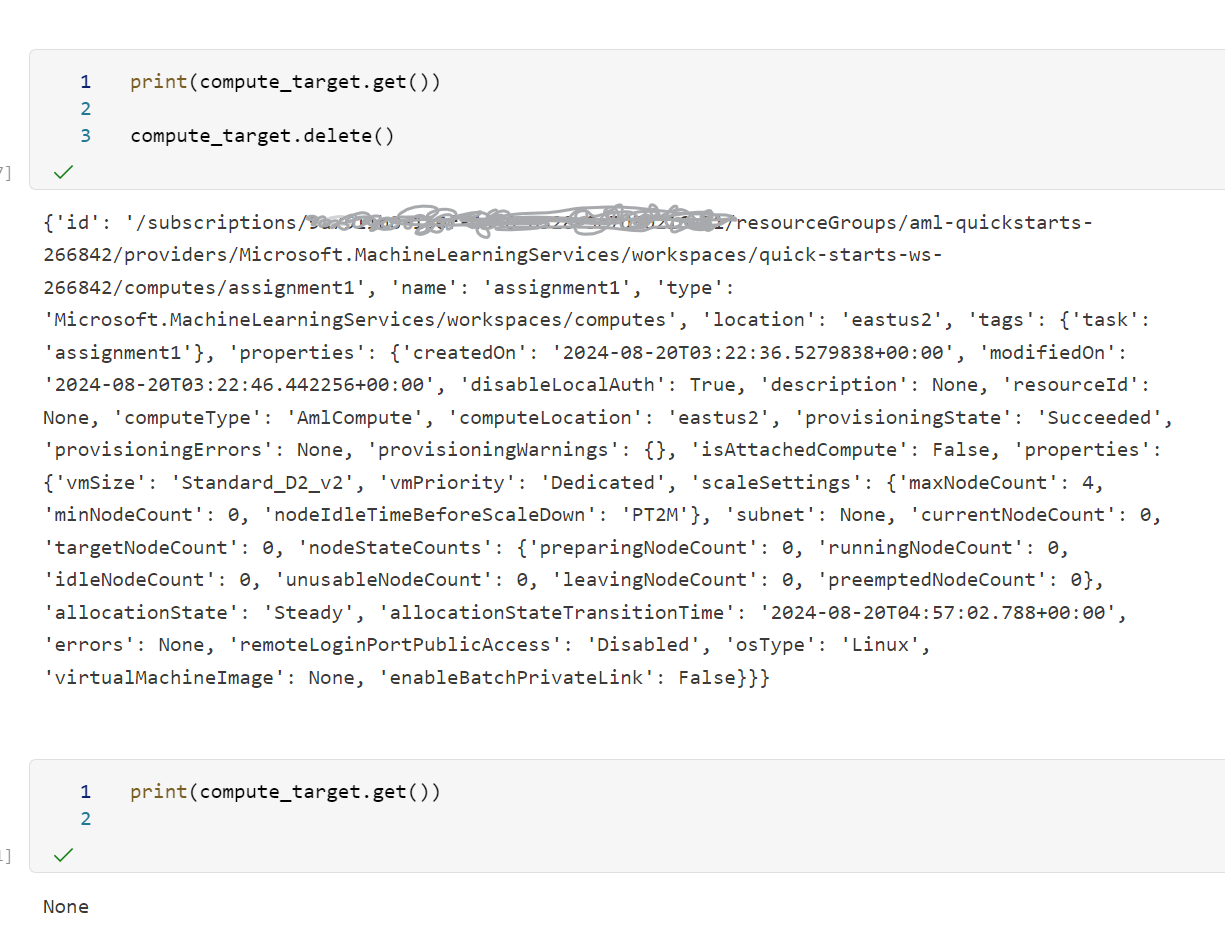 1 print(compute_target.get())
2
3 compute_target.delete()
7]
{'id': '/subscriptions/ /resourceGroups/aml-quickstarts-
266842/providers/Microsoft.MachineLearningServices/workspaces/quick-starts-ws-
266842/computes/assignment1', 'name': 'assignment1', 'type':
'Microsoft.MachineLearningServices/workspaces/computes', 'location': 'eastus2', 'tags': {'task':
'assignment1'}, 'properties': {'createdOn': '2024-08-20T03:22:36.5279838+00:00', 'modifiedOn':
'2024-08-20T03:22:46.442256+00:00', 'disableLocalAuth': True, 'description': None, 'resourceId':
None, 'computeType': 'AmlCompute', 'computeLocation': 'eastus2', 'provisioningState': 'Succeeded',
'provisioningErrors': None, 'provisioningWarnings': {}, 'isAttachedCompute': False, 'properties':
{'vmSize': 'Standard_D2_v2', 'vmPriority': 'Dedicated', 'scaleSettings': {'maxNodeCount': 4,
'minNodeCount': 0, 'nodeIdleTimeBeforeScaleDown': 'PT2M'}, 'subnet': None, 'currentNodeCount': 0,
'targetNodeCount': 0, 'nodeStateCounts': {'preparingNodeCount': 0, 'runningNodeCount': 0,
'idleNodeCount': 0, 'unusableNodeCount': 0, 'leavingNodeCount': 0, 'preemptedNodeCount': 0},
'allocationState': 'Steady', 'allocationStateTransitionTime': '2024-08-20T04:57:02.788+00:00',
'errors': None, 'remoteLoginPortPublicAccess': 'Disabled', 'osType': 'Linux',
'virtualMachineImage': None, 'enableBatchPrivateLink': False}}}
1 print(compute_target.get())
2
]
None